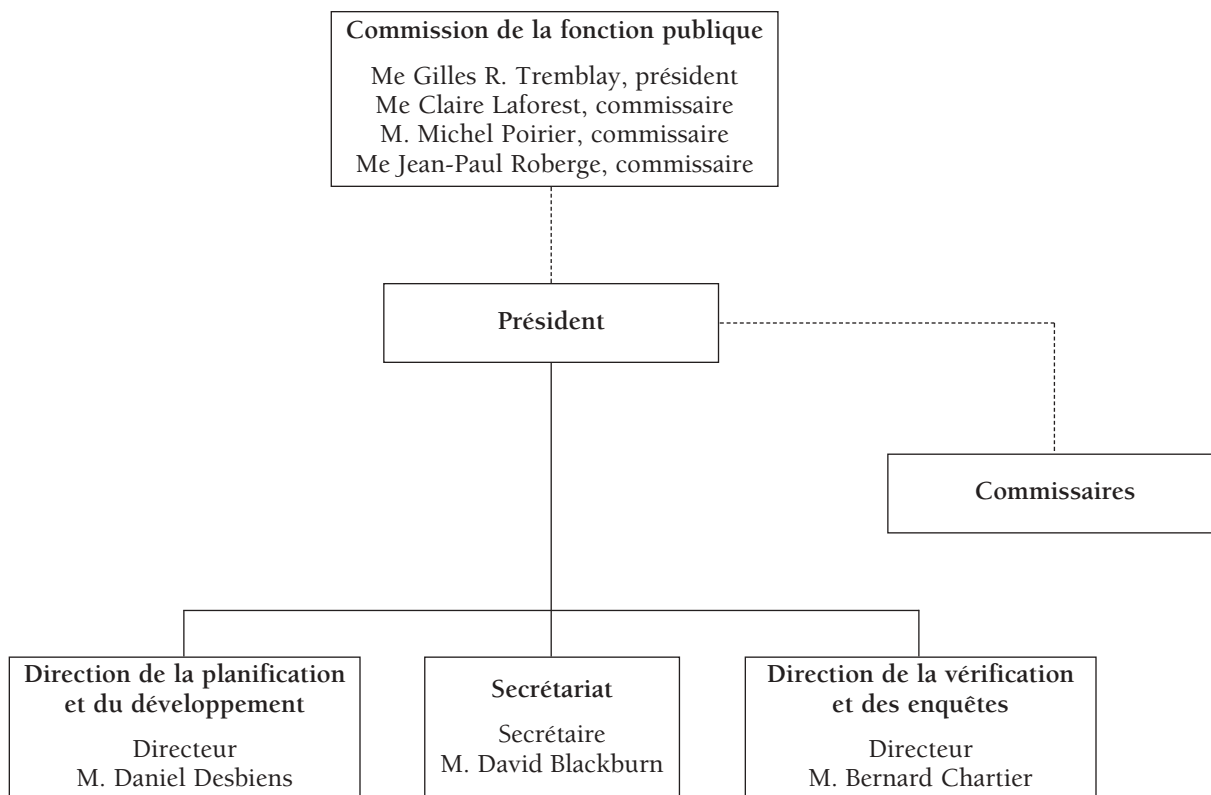 Commission de la fonction publique
Me Gilles R. Tremblay, président
Me Claire Laforest, commissaire
M. Michel Poirier, commissaire
Me Jean-Paul Roberge, commissaire
Président
Commissaires
Direction de la planification
et du développement
Directeur
M. Daniel Desbiens
Secrétariat
Secrétaire
M. David Blackburn
Direction de la vérification
et des enquêtes
Directeur
M. Bernard Chartier